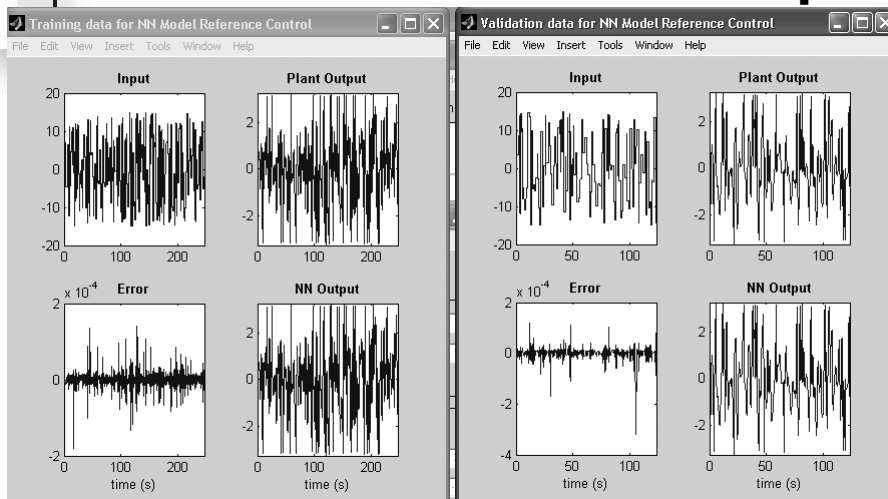 Training data for NN Model Reference Control
File Edit View Insert Tools Window Help
Input
20
10
0
-10
-20
0 100 200
Plant Output
2
0
-2
0 100 200
x 10^-4 Error
2
0
-2
0 100 200
time (s)
NN Output
2
0
-2
0 100 200
time (s)
Validation data for NN Model Reference Control
File Edit View Insert Tools Window Help
Input
20
10
0
-10
-20
0 50 100
Plant Output
2
0
-2
0 50 100
x 10^-4 Error
2
0
-2
-4
0 50 100
time (s)
NN Output
2
0
-2
0 50 100
time (s)